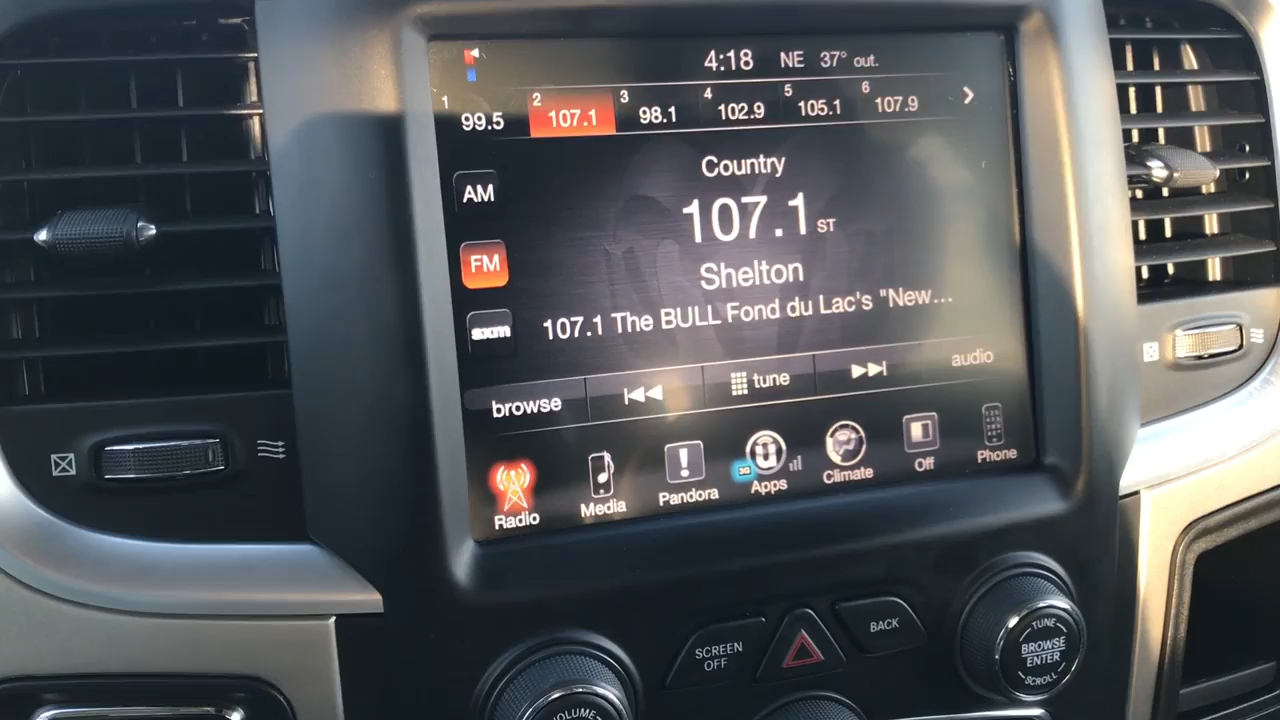 4:18 NE 37° out.
1 99.5 2 107.1 3 98.1 4 102.9 5 105.1 6 107.9
Country
AM
107.1 ST
FM
Shelton
sxm
107.1 The BULL Fond du Lac's "New...
browse tune audio
3G
Radio Media Pandora Apps Climate Off Phone
SCREEN OFF
BACK
TUNE
BROWSE
ENTER
SCROLL
VOLUME